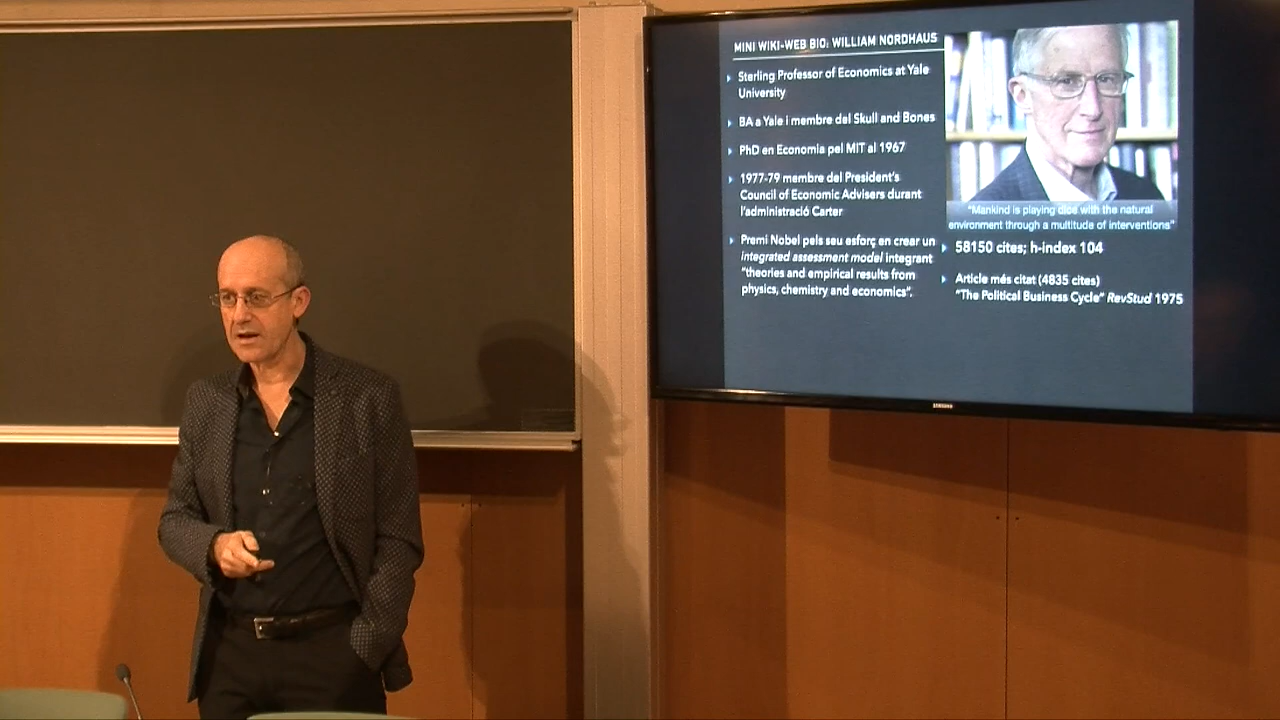 MINI WIKI-WEB BIO: WILLIAM NORDHAUS
Sterling Professor of Economics at Yale
University
BA a Yale i membre del Skull and Bones
PhD en Economia pel MIT al 1967
1977-79 membre del President's
Council of Economic Advisers durant
l'administració Carter
Premi Nobel pels seu esforç en crear un
integrated assessment model integrant
"theories and empirical results from
physics, chemistry and economics".
"Mankind is playing dice with the natural
environment through a multitude of interventions"
58150 cites; h-index 104
Article més citat (4835 cites)
"The Political Business Cycle" RevStud 1975
SAMSUNG